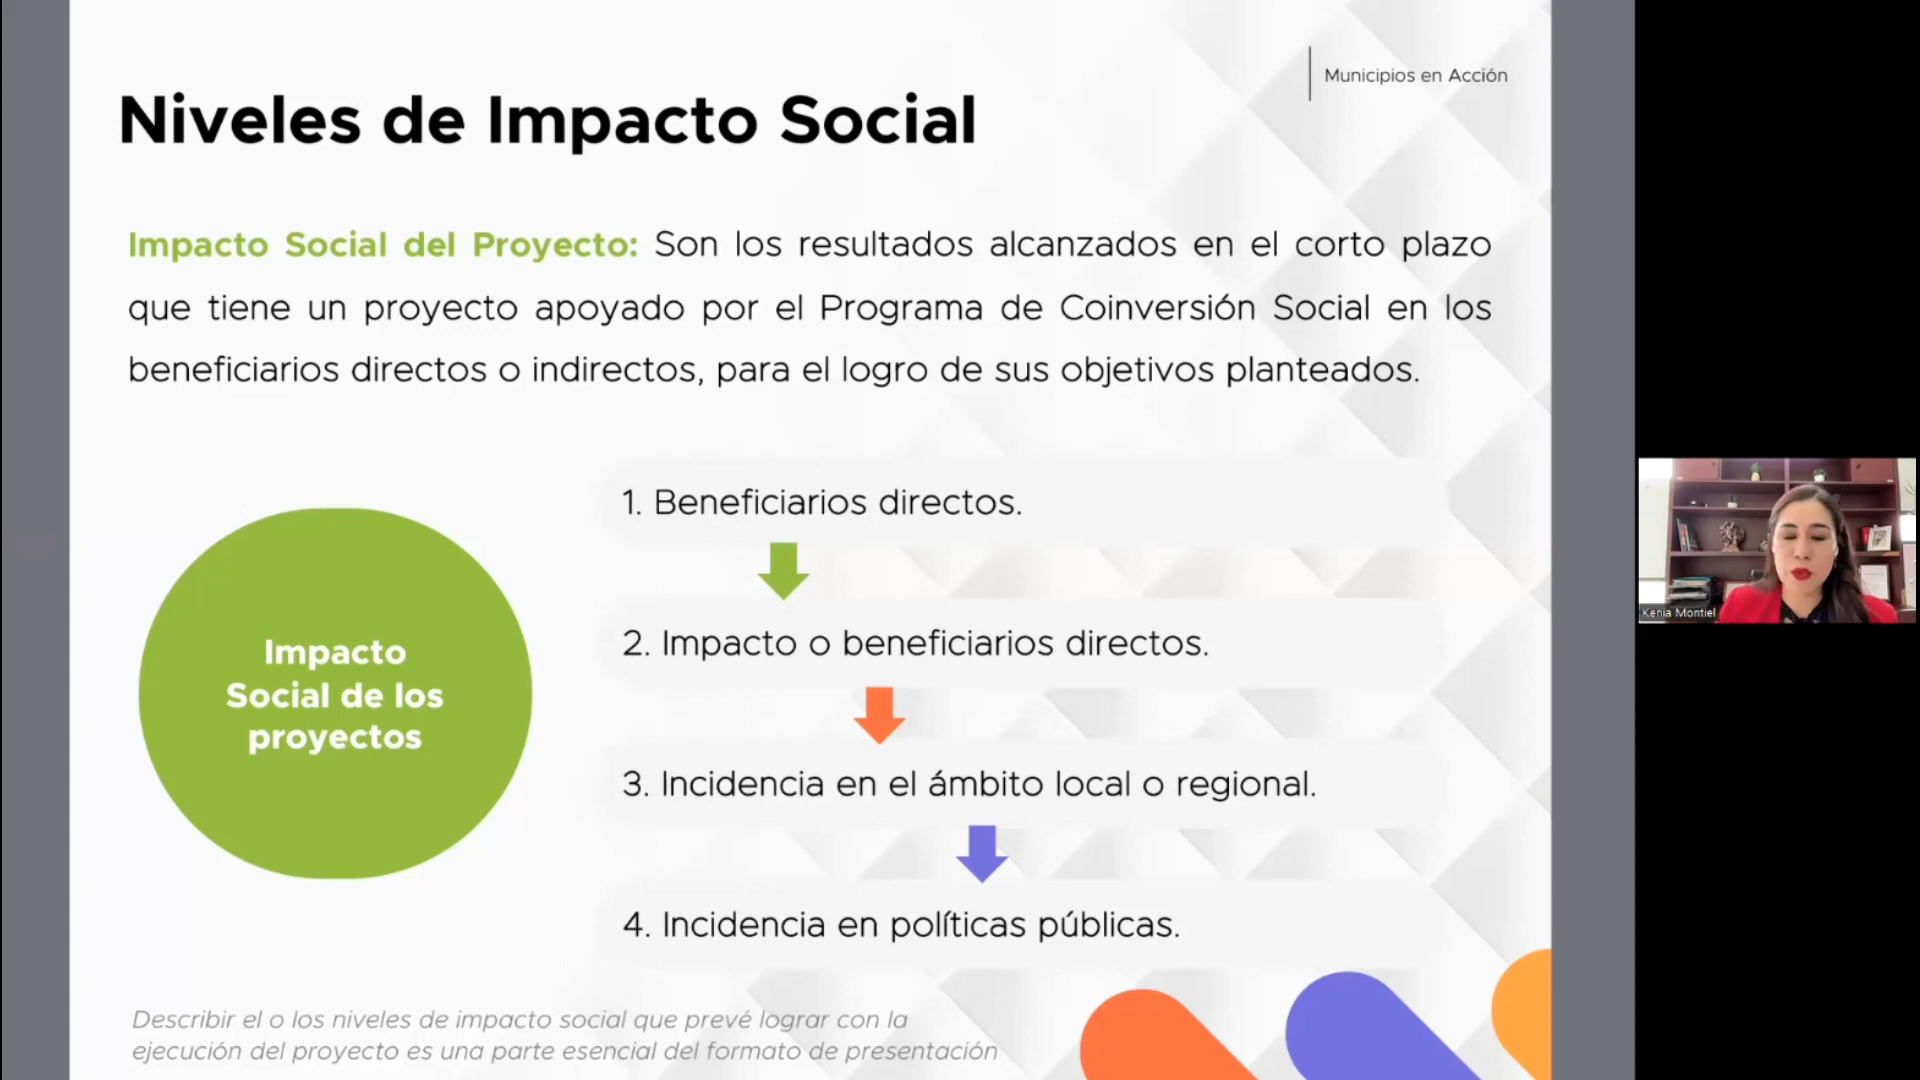 Municipios en Acción
Niveles de Impacto Social
Impacto Social del Proyecto: Son los resultados alcanzados en el corto plazo
que tiene un proyecto apoyado por el Programa de Coinversión Social en los
beneficiarios directos o indirectos, para el logro de sus objetivos planteados.
1. Beneficiarios directos.
2. Impacto o beneficiarios directos.
3. Incidencia en el ámbito local o regional.
4. Incidencia en políticas públicas.
Impacto
Social de los
proyectos
Describir el o los niveles de impacto social que prevé lograr con la
ejecución del proyecto es una parte esencial del formato de presentación
Kenia Montiel